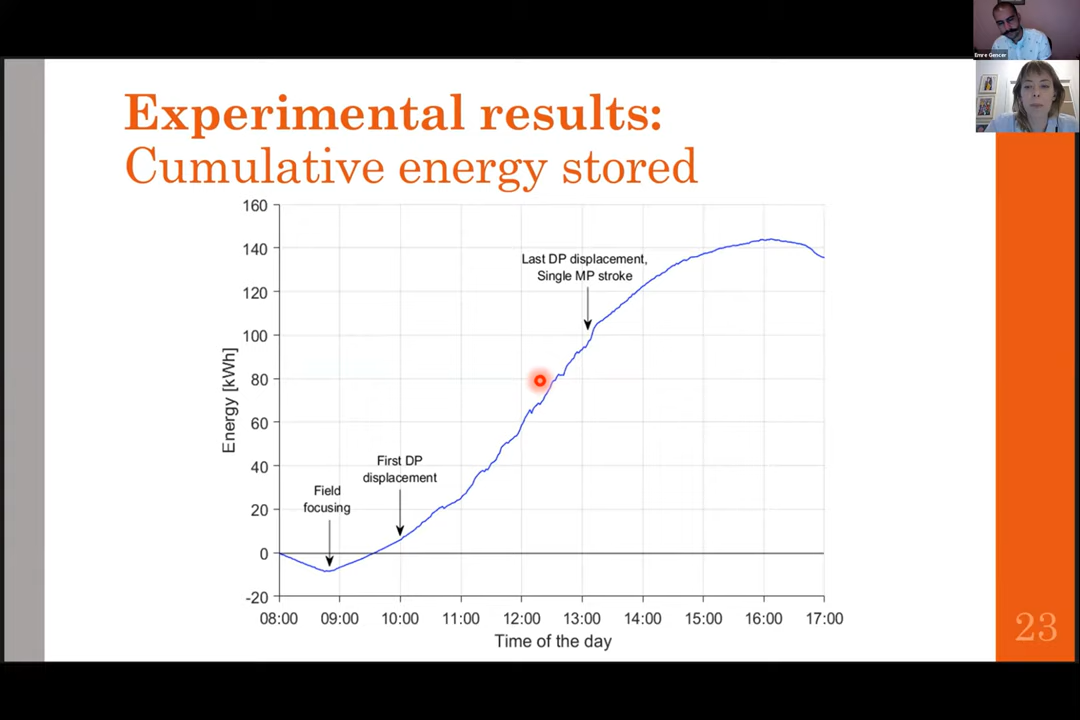 Emre Gencer
Experimental results:
Cumulative energy stored
160
140
120
100
80
60
40
20
0
-20
Energy [kWh]
Last DP displacement,
Single MP stroke
First DP
displacement
Field
focusing
08:00 09:00 10:00 11:00 12:00 13:00 14:00 15:00 16:00 17:00
Time of the day
23